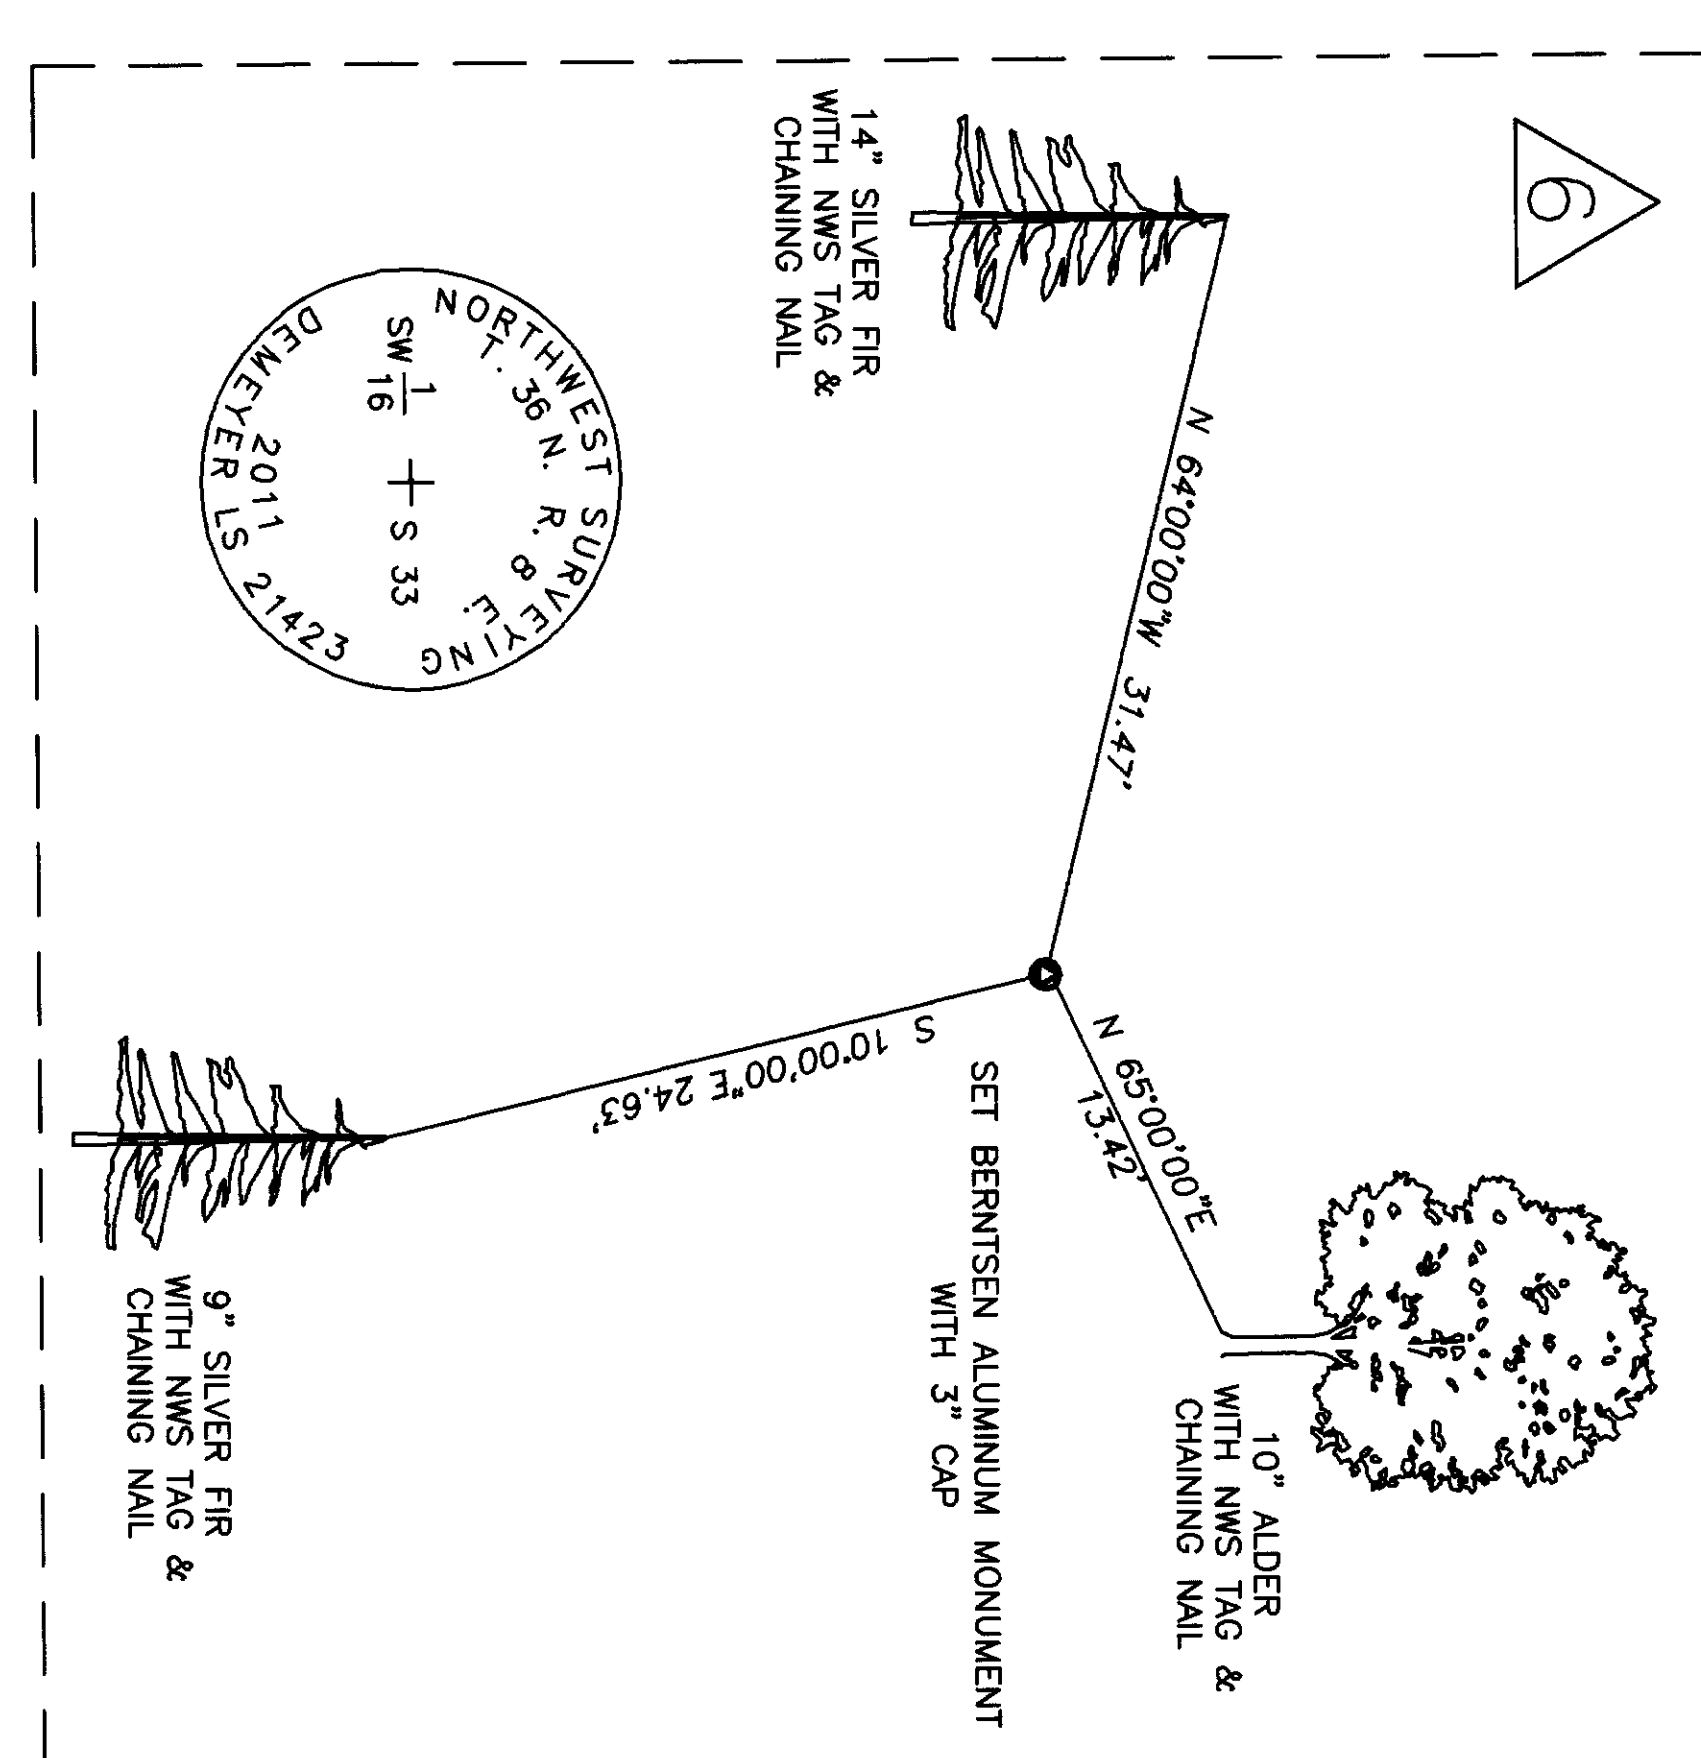 6
14" SILVER FIR
WITH NWS TAG &
CHAINING NAIL
N 64°00'00"W 31.47'
N 65°00'00"E
13.42'
10" ALDER
WITH NWS TAG &
CHAINING NAIL
SET BERNTSEN ALUMINUM MONUMENT
WITH 3" CAP
S 10°00'00"E 24.63'
NORTHWEST SURVEYING
T. 36 N. R. 8 E.
SW 1/16
S 33
2011
DEMEYER LS 21423
9" SILVER FIR
WITH NWS TAG &
CHAINING NAIL